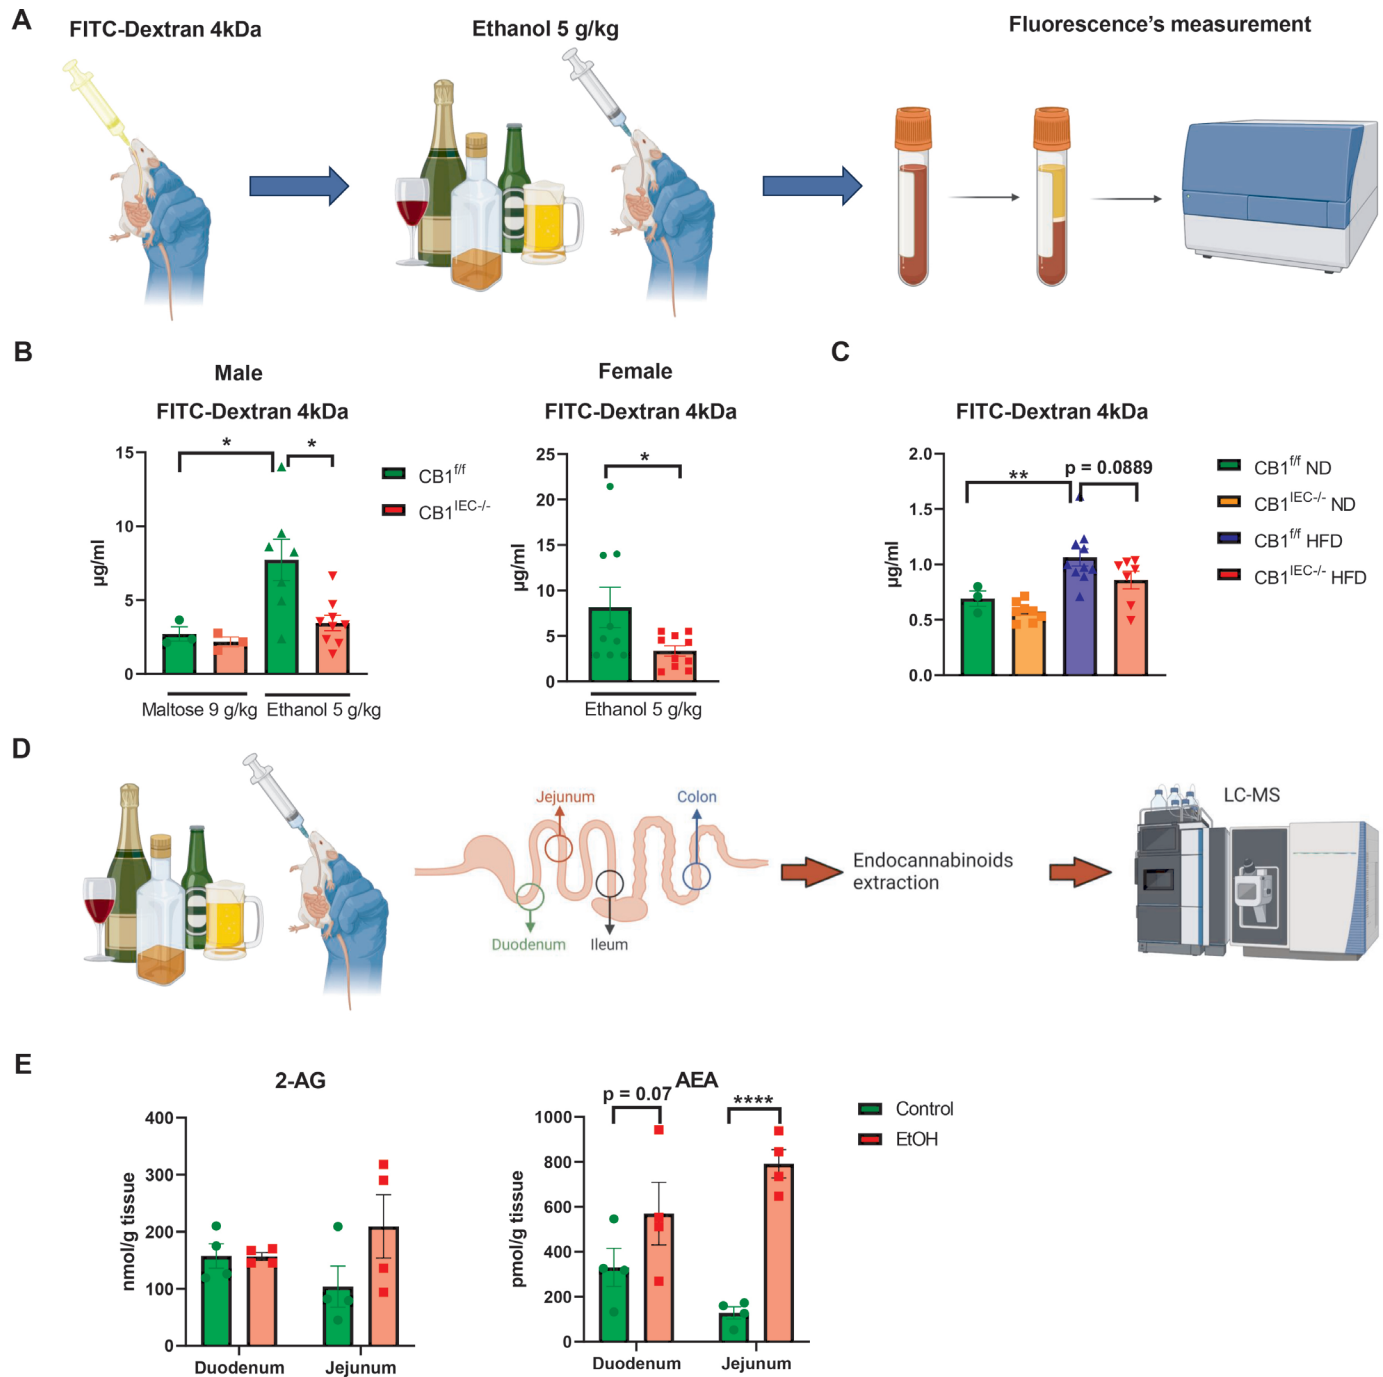 A
FITC-Dextran 4kDa
Ethanol 5 g/kg
Fluorescence's measurement
B
Male
FITC-Dextran 4kDa
µg/ml
15
10
5
0
*
*
Maltose 9 g/kg
Ethanol 5 g/kg
CB1f/f
CB1IEC-/-
Female
FITC-Dextran 4kDa
µg/ml
25
20
15
10
5
0
*
Ethanol 5 g/kg
C
FITC-Dextran 4kDa
µg/ml
2.0
1.5
1.0
0.5
0.0
**
p = 0.0889
CB1f/f ND
CB1IEC-/- ND
CB1f/f HFD
CB1IEC-/- HFD
D
Jejunum
Colon
Duodenum
Ileum
Endocannabinoids
extraction
LC-MS
E
2-AG
nmol/g tissue
400
300
200
100
0
Duodenum
Jejunum
AEA
pmol/g tissue
1000
800
600
400
200
0
p = 0.07
****
Duodenum
Jejunum
Control
EtOH